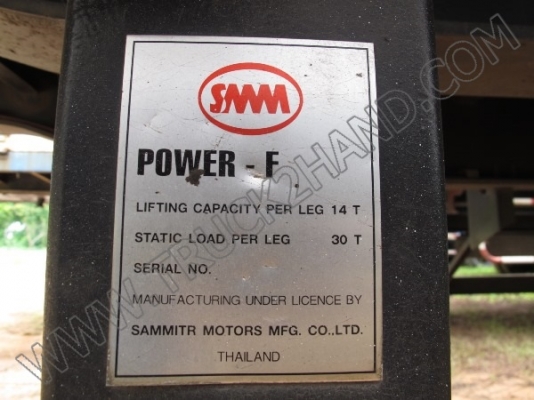 SMM
POWER - F
LIFTING CAPACITY PER LEG 14 T
STATIC LOAD PER LEG 30 T
SERIAL NO.
MANUFACTURING UNDER LICENCE BY
SAMMITR MOTORS MFG. CO.,LTD.
THAILAND
WWW.TRUCK2HAND.COM